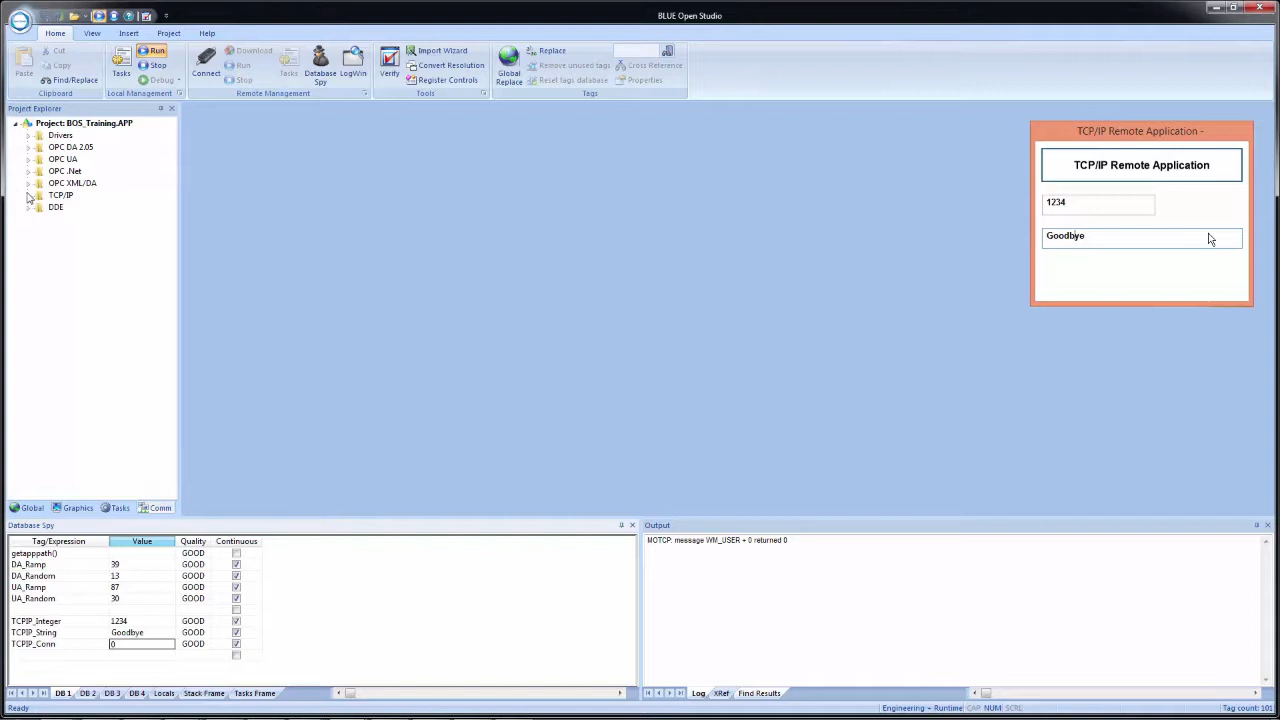 BLUE Open Studio
Home View Insert Project Help
Paste
Cut
Copy
Find/Replace
Clipboard
Tasks
Run
Stop
Debug
Local Management
Connect
Download
Run
Stop
Tasks
Database Spy
LogWin
Remote Management
Verify
Import Wizard
Convert Resolution
Register Controls
Tools
Global Replace
Replace
Remove unused tags
Reset tags database
Cross Reference
Properties
Tags
Project Explorer
Project: BOS_Training.APP
Drivers
OPC DA 2.05
OPC UA
OPC .Net
OPC XML/DA
TCP/IP
DDE
Global Graphics Tasks Comm
TCP/IP Remote Application -
TCP/IP Remote Application
1234
Goodbye
Database Spy
Tag/Expression Value Quality Continuous
getapppath() GOOD
DA_Ramp 39 GOOD
DA_Random 13 GOOD
UA_Ramp 87 GOOD
UA_Random 30 GOOD
TCPIP_Integer 1234 GOOD
TCPIP_String Goodbye GOOD
TCPIP_Conn 0 GOOD
DB 1 DB 2 DB 3 DB 4 Locals Stack Frame Tasks Frame
Output
MOTCP: message WM_USER + 0 returned 0
Log XRef Find Results
Ready
Engineering - Runtime CAP NUM SCRL Tag count: 101